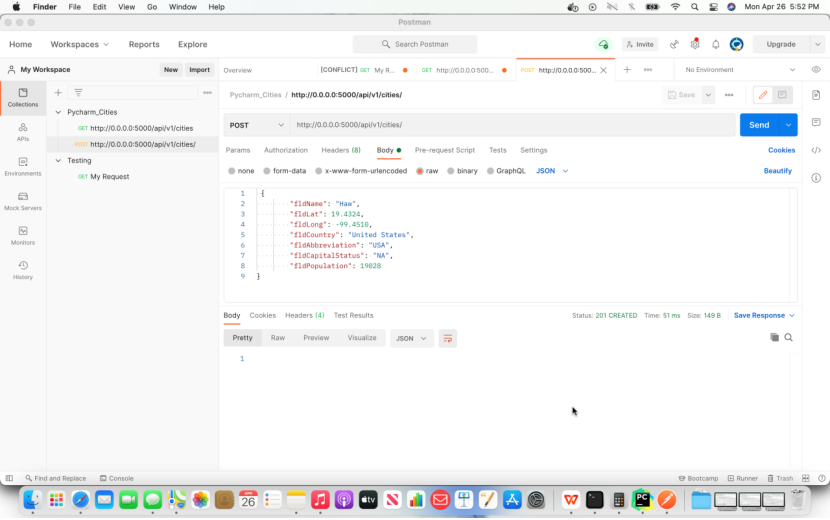 Finder File Edit View Go Window Help Mon Apr 26 5:52 PM
Postman
Home Workspaces Reports Explore Search Postman Invite Upgrade
My Workspace New Import Overview [CONFLICT] GET My R... GET http://0.0.0.0:500... POST http://0.0.0.0:500... No Environment
Collections
APIs
Environments
Mock Servers
Monitors
History
Pycharm_Cities
GET http://0.0.0.0:5000/api/v1/cities
POST http://0.0.0.0:5000/api/v1/cities/
Testing
GET My Request
Pycharm_Cities / http://0.0.0.0:5000/api/v1/cities/ Save
POST http://0.0.0.0:5000/api/v1/cities/ Send
Params Authorization Headers (8) Body Pre-request Script Tests Settings Cookies
none form-data x-www-form-urlencoded raw binary GraphQL JSON Beautify
1 {
2 "fldName": "Haw",
3 "fldLat": 19.4324,
4 "fldLong": -99.4510,
5 "fldCountry": "United States",
6 "fldAbbreviation": "USA",
7 "fldCapitalStatus": "NA",
8 "fldPopulation": 19028
9 }
Body Cookies Headers (4) Test Results Status: 201 CREATED Time: 51 ms Size: 149 B Save Response
Pretty Raw Preview Visualize JSON
1
Find and Replace Console Bootcamp Runner Trash
APR
26
tv
PC